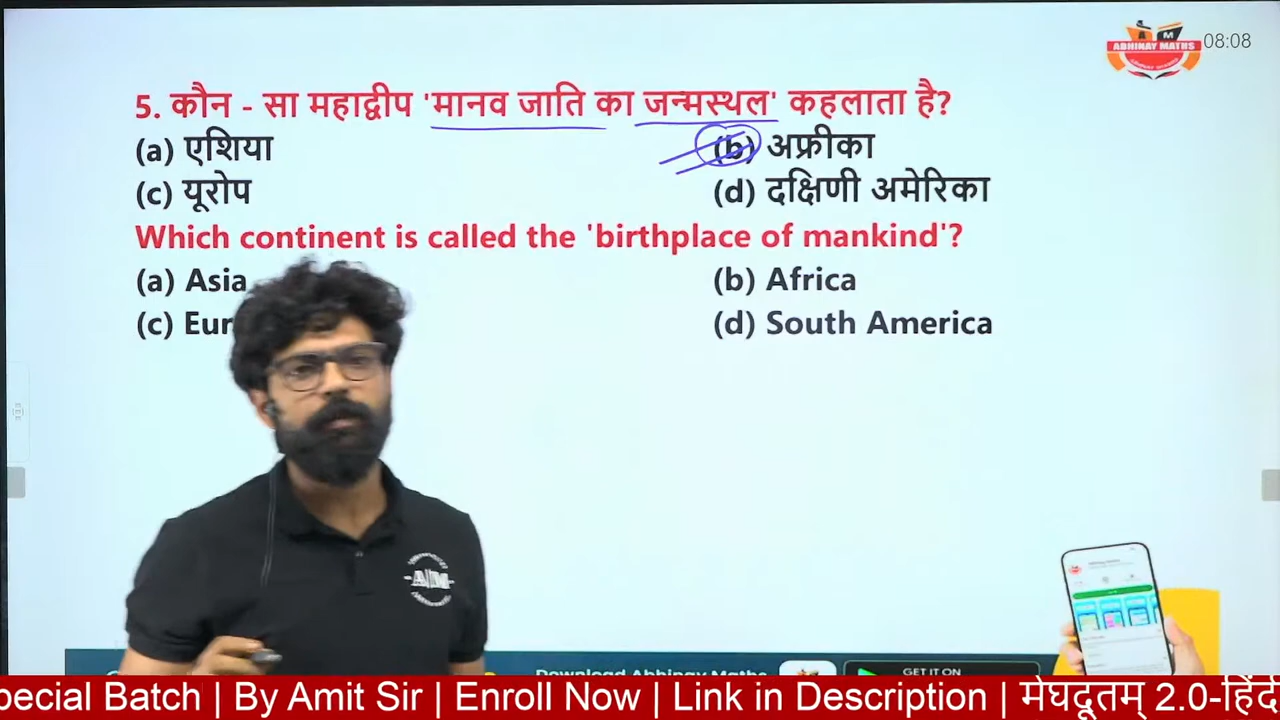 ABHINAY MATHS
08:08
5. कौन - सा महाद्वीप 'मानव जाति का जन्मस्थल' कहलाता है?
(a) एशिया (b) अफ्रीका
(c) यूरोप (d) दक्षिणी अमेरिका
Which continent is called the 'birthplace of mankind'?
(a) Asia (b) Africa
(c) Eur (d) South America
AM
Download Abhinay Maths
GET IT ON
pecial Batch | By Amit Sir | Enroll Now | Link in Description | मेघदूतम् 2.0-हिंदी